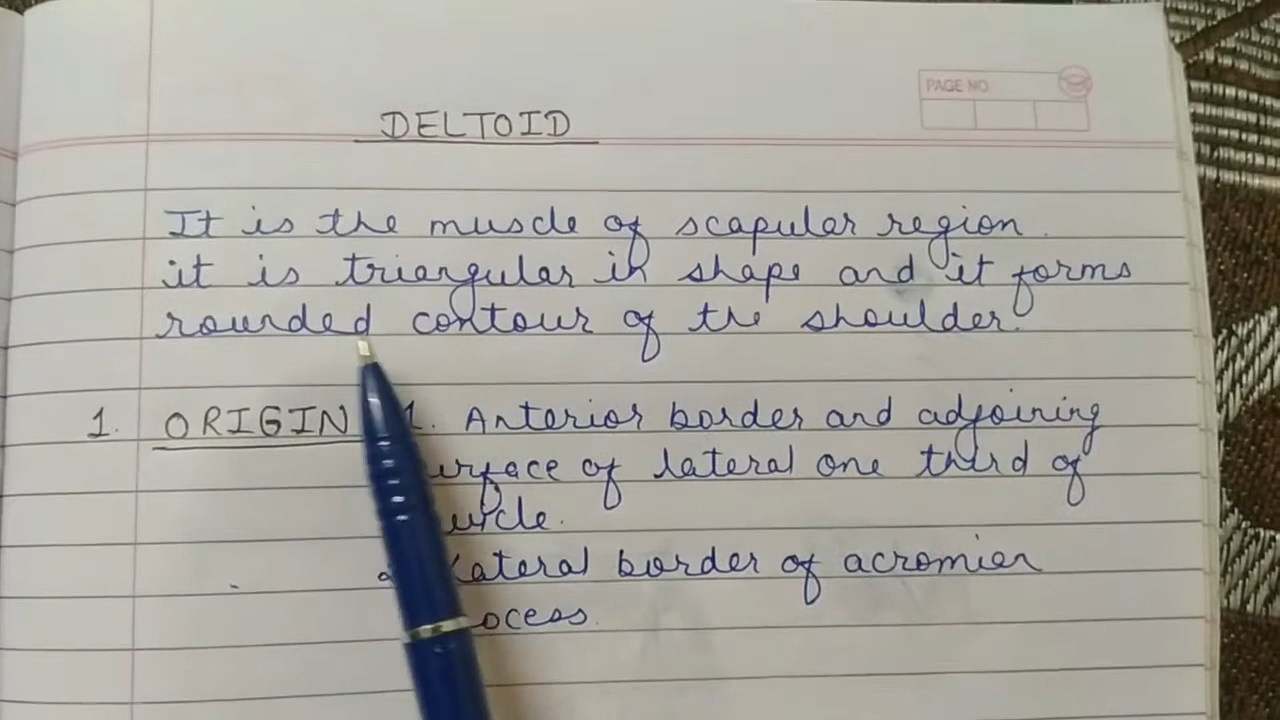 PAGE NO
DELTOID
It is the muscle of scapular region.
it is triangular in shape and it forms
rounded contour of the shoulder.
1. ORIGIN 1. Anterior border and adjoining
urface of lateral one third of
icle.
Lateral border of acromion
ocess.